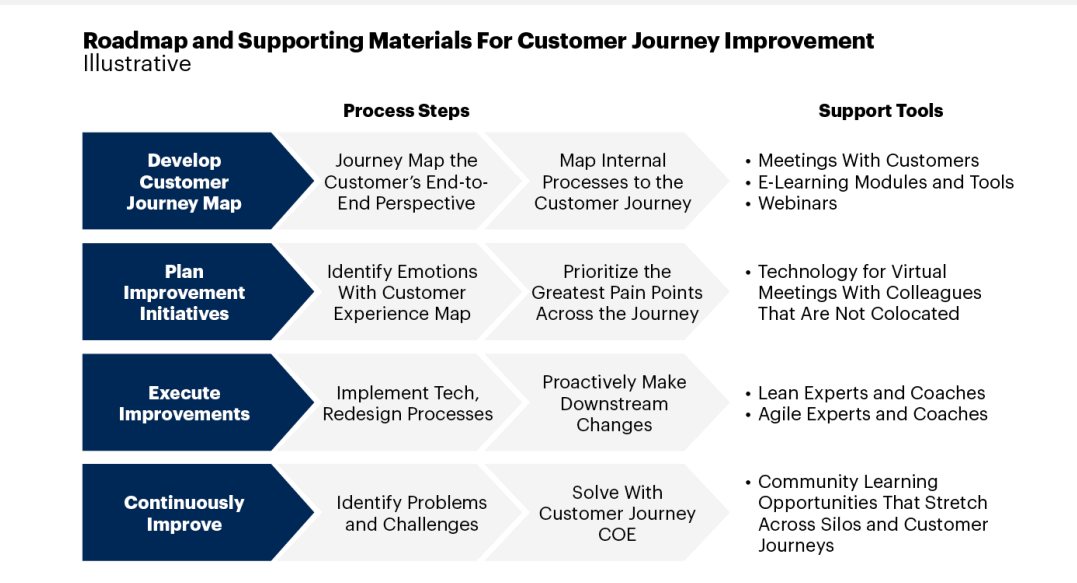 Roadmap and Supporting Materials For Customer Journey Improvement
Illustrative
Process Steps
Support Tools
Develop
Customer
Journey Map
Journey Map the
Customer's End-to-
End Perspective
Map Internal
Processes to the
Customer Journey
• Meetings With Customers
• E-Learning Modules and Tools
• Webinars
Plan
Improvement
Initiatives
Identify Emotions
With Customer
Experience Map
Prioritize the
Greatest Pain Points
Across the Journey
• Technology for Virtual
Meetings With Colleagues
That Are Not Colocated
Execute
Improvements
Implement Tech,
Redesign Processes
Proactively Make
Downstream
Changes
• Lean Experts and Coaches
• Agile Experts and Coaches
Continuously
Improve
Identify Problems
and Challenges
Solve With
Customer Journey
COE
• Community Learning
Opportunities That Stretch
Across Silos and Customer
Journeys